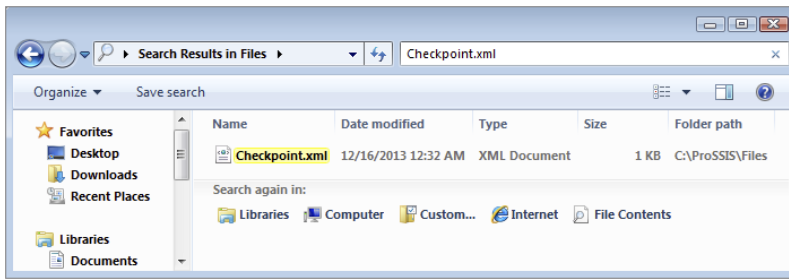 Search Results in Files
Checkpoint.xml
Organize
Save search
Favorites
Desktop
Downloads
Recent Places
Libraries
Documents
Name Date modified Type Size Folder path
Checkpoint.xml 12/16/2013 12:32 AM XML Document 1 KB C:\ProSSIS\Files
Search again in:
Libraries Computer Custom... Internet File Contents